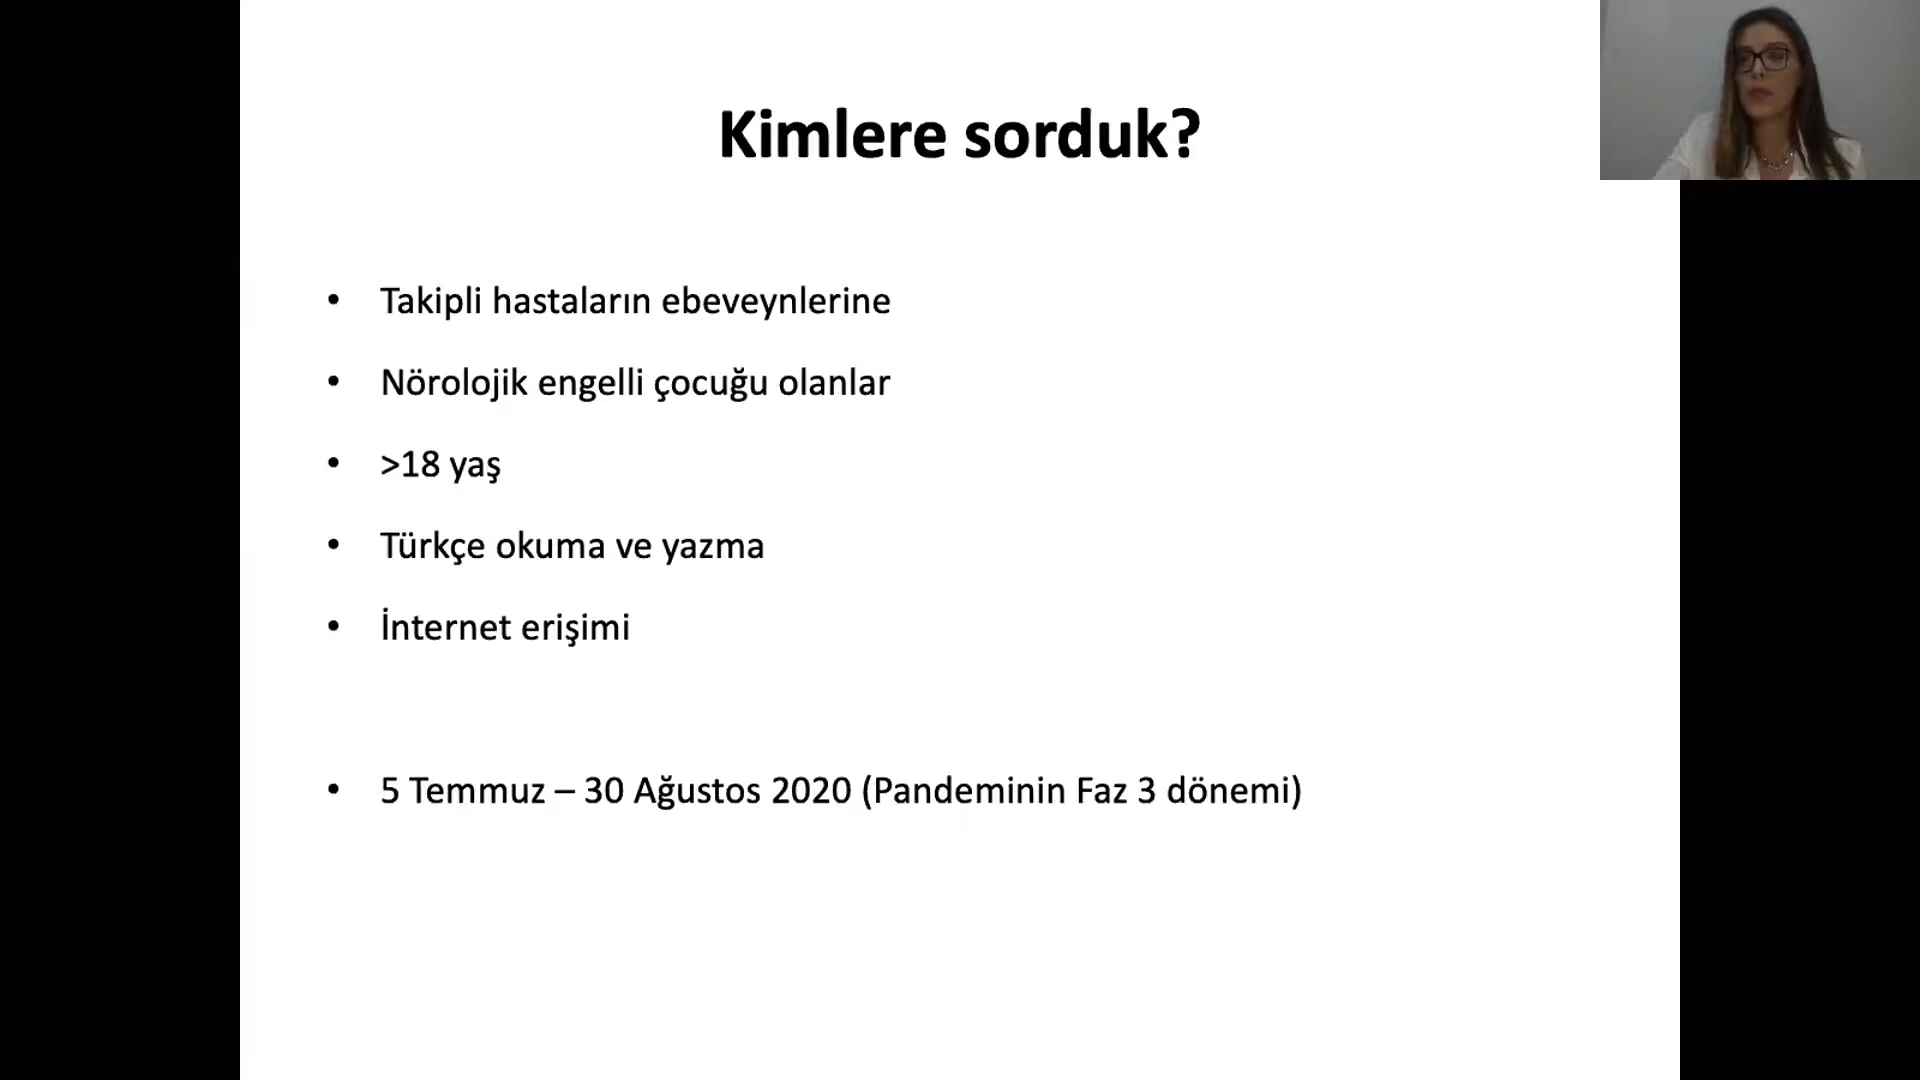 Kimlere sorduk?
• Takipli hastaların ebeveynlerine
• Nörolojik engelli çocuğu olanlar
• >18 yaş
• Türkçe okuma ve yazma
• İnternet erişimi
• 5 Temmuz – 30 Ağustos 2020 (Pandeminin Faz 3 dönemi)